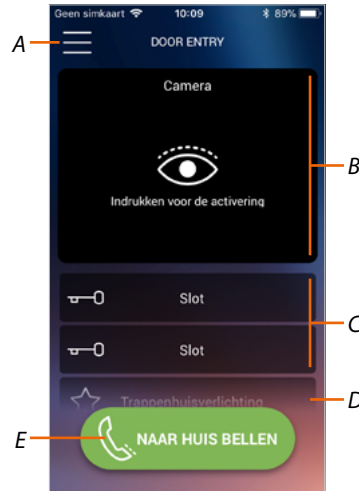 Geen simkaart 10:09 89%
A DOOR ENTRY
Camera
B
Indrukken voor de activering
Slot
C
Slot
Trappenhuisverlichting D
E NAAR HUIS BELLEN